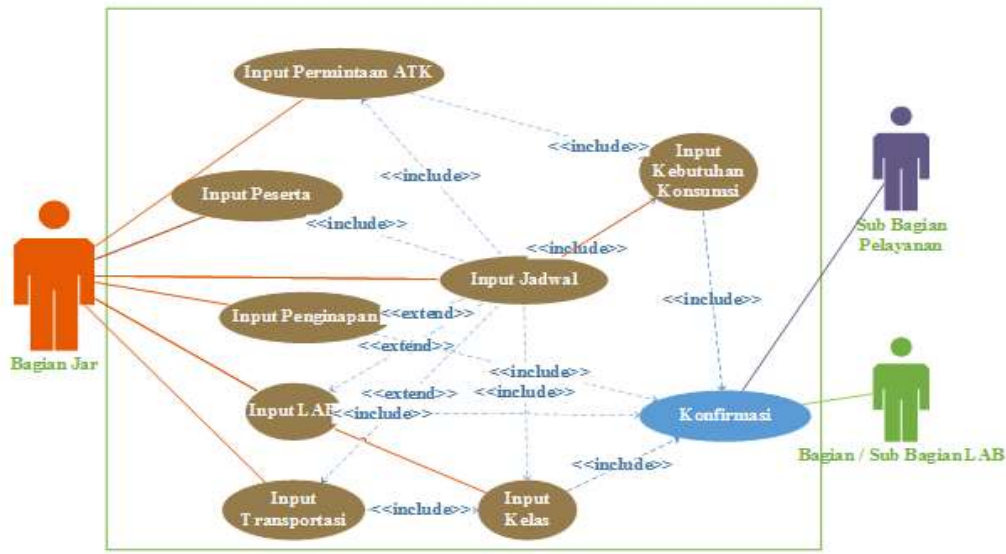 Input Permintaan ATK
<<include>>
Input
Kebutuhan
Konsumsi
<<include>>
Input Peserta
<<include>>
Sub Bagian
Pelayanan
<<include>>
Input Jadwal
<<include>>
Input Penginapan
<<extend>>
<<extend>>
Bagian Jar
<<include>>
<<extend>>
<<include>>
Input LAB
<<include>>
Konfirmasi
Bagian / Sub Bagian LAB
<<include>>
Input
Transportasi
<<include>>
Input
Kelas